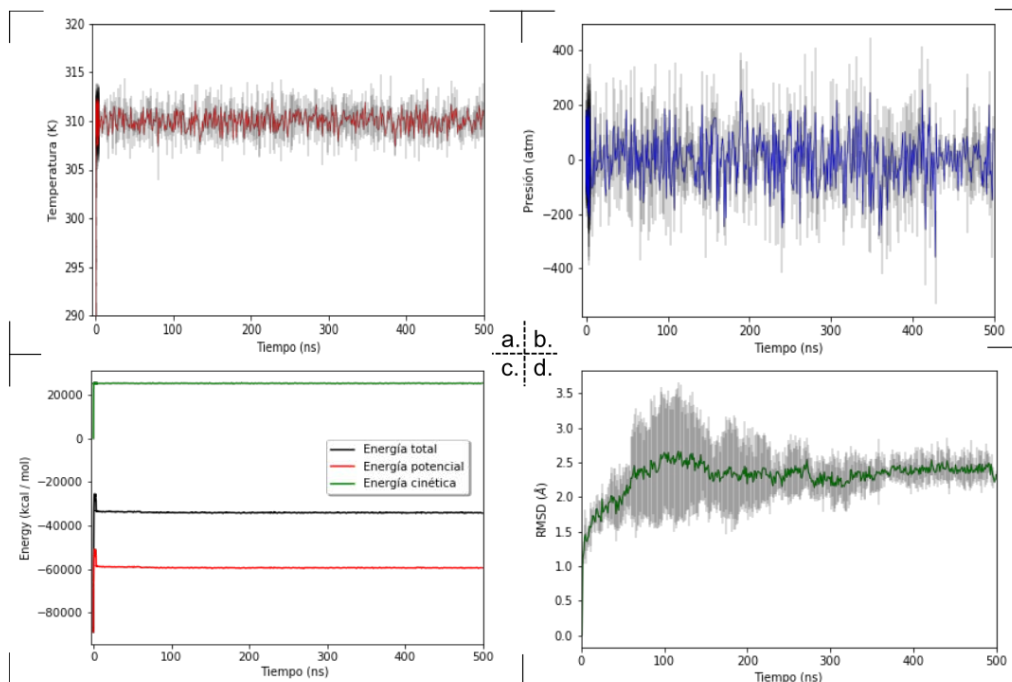 320
315
310
305
300
295
290
Temperatura (K)
0 100 200 300 400 500
Tiempo (ns)
400
200
0
−200
−400
Presión (atm)
0 100 200 300 400 500
Tiempo (ns)
a. b.
c. d.
20000
0
−20000
−40000
−60000
−80000
Energy (kcal / mol)
Energía total
Energía potencial
Energía cinética
0 100 200 300 400 500
Tiempo (ns)
3.5
3.0
2.5
2.0
1.5
1.0
0.5
0.0
RMSD (Å)
0 100 200 300 400 500
Tiempo (ns)